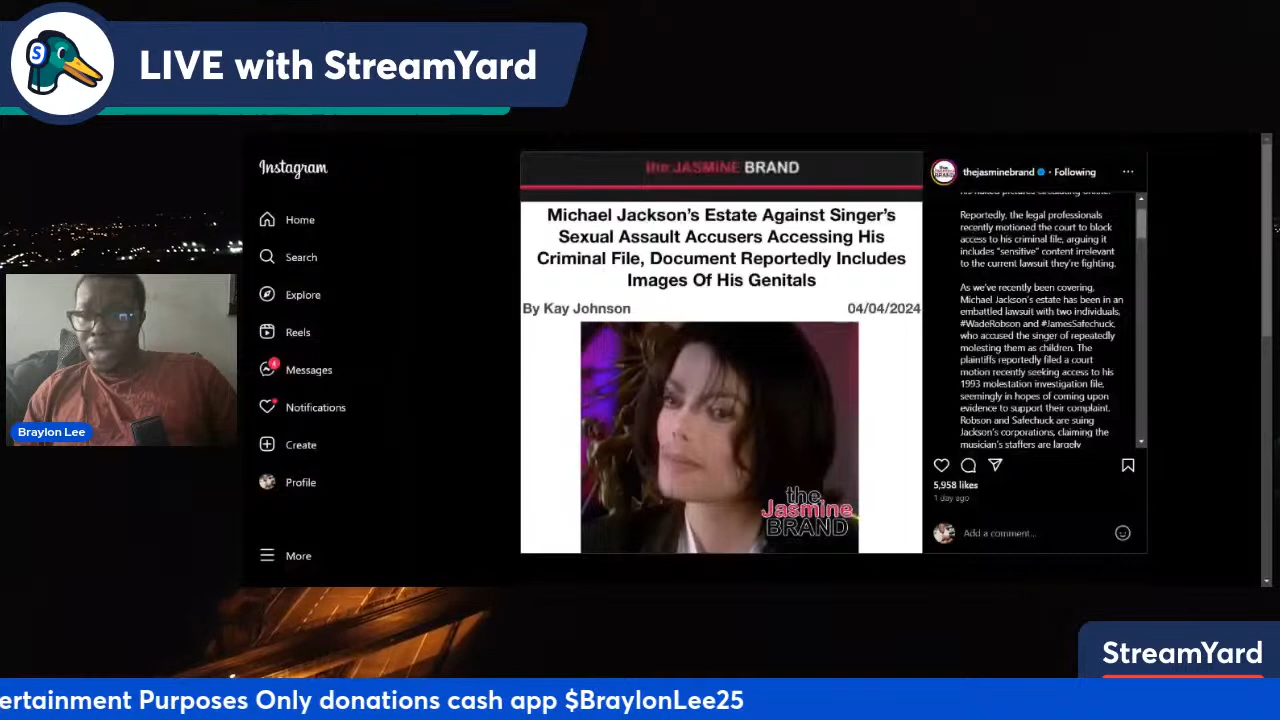 S
LIVE with StreamYard
Instagram
Home
Search
Explore
Reels
4
Messages
Notifications
Create
Profile
More
the JASMINE BRAND
Michael Jackson's Estate Against Singer's
Sexual Assault Accusers Accessing His
Criminal File, Document Reportedly Includes
Images Of His Genitals
By Kay Johnson
04/04/2024
the
Jasmine
BRAND
thejasminebrand • Following
his naked pictures circulating online.
Reportedly, the legal professionals
recently motioned the court to block
access to his criminal file, arguing it
includes "sensitive" content irrelevant
to the current lawsuit they're fighting.
As we've recently been covering,
Michael Jackson's estate has been in an
embattled lawsuit with two individuals,
#WadeRobson and #JamesSafechuck,
who accused the singer of repeatedly
molesting them as children. The
plaintiffs reportedly filed a court
motion recently seeking access to his
1993 molestation investigation file,
seemingly in hopes of coming upon
evidence to support their complaint.
Robson and Safechuck are suing
Jackson's corporations, claiming the
musician's staffers are largely
5,958 likes
1 day ago
Add a comment...
Braylon Lee
StreamYard
ertainment Purposes Only donations cash app $BraylonLee25